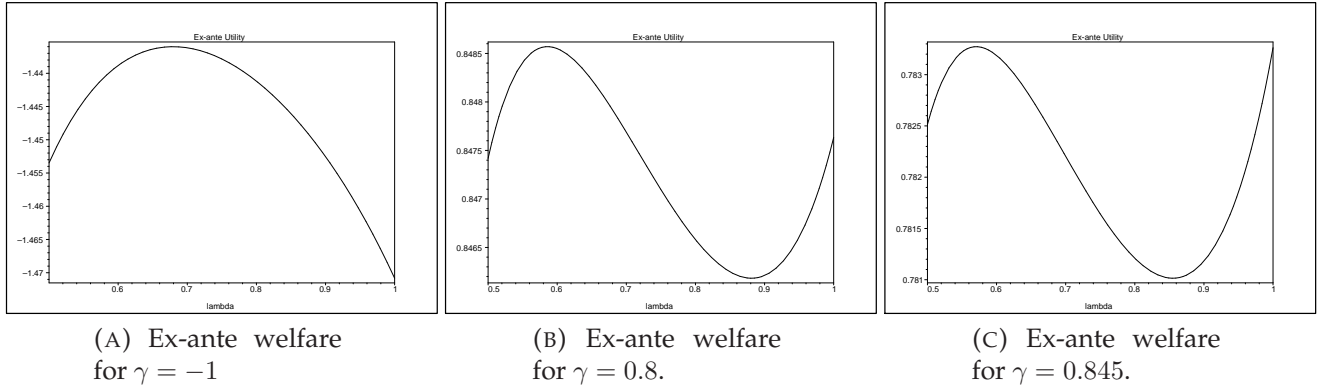 Ex-ante Utility
−1.44
−1.445
−1.45
−1.455
−1.46
−1.465
−1.47
0.6 0.7 0.8 0.9 1
lambda
Ex-ante Utility
0.8485
0.848
0.8475
0.847
0.8465
0.5 0.6 0.7 0.8 0.9 1
lambda
Ex-ante Utility
0.783
0.7825
0.782
0.7815
0.781
0.5 0.6 0.7 0.8 0.9 1
lambda
(A) Ex-ante welfare
for γ = −1
(B) Ex-ante welfare
for γ = 0.8.
(C) Ex-ante welfare
for γ = 0.845.